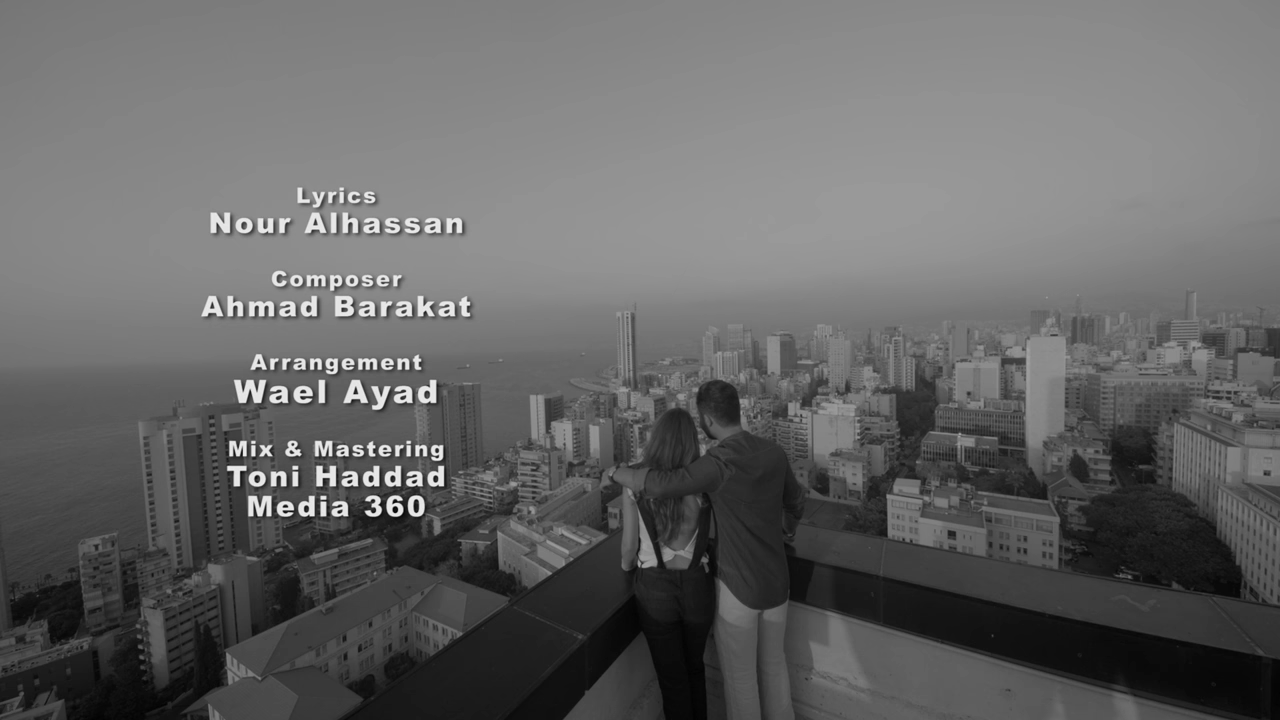 Lyrics
Nour Alhassan
Composer
Ahmad Barakat
Arrangement
Wael Ayad
Mix & Mastering
Toni Haddad
Media 360